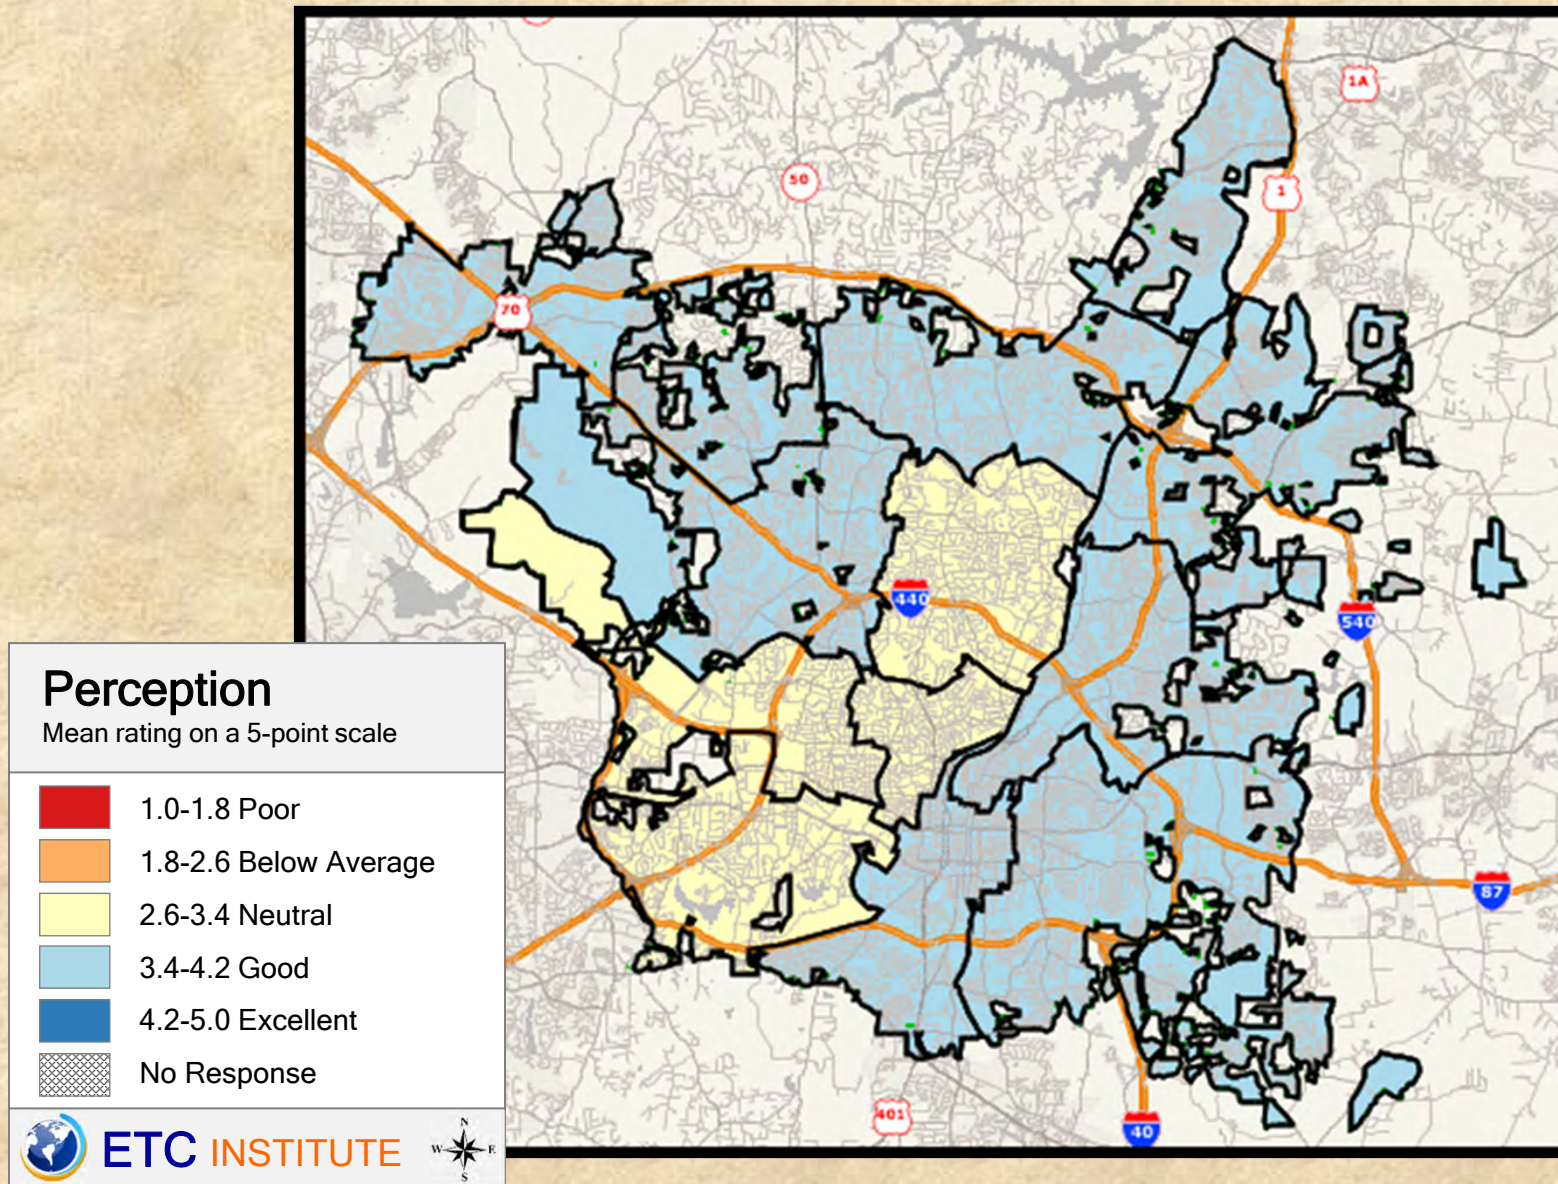 1A
50
1
70
440
540
87
401
40
Perception
Mean rating on a 5-point scale
1.0-1.8 Poor
1.8-2.6 Below Average
2.6-3.4 Neutral
3.4-4.2 Good
4.2-5.0 Excellent
No Response
ETC INSTITUTE
N
W E
S